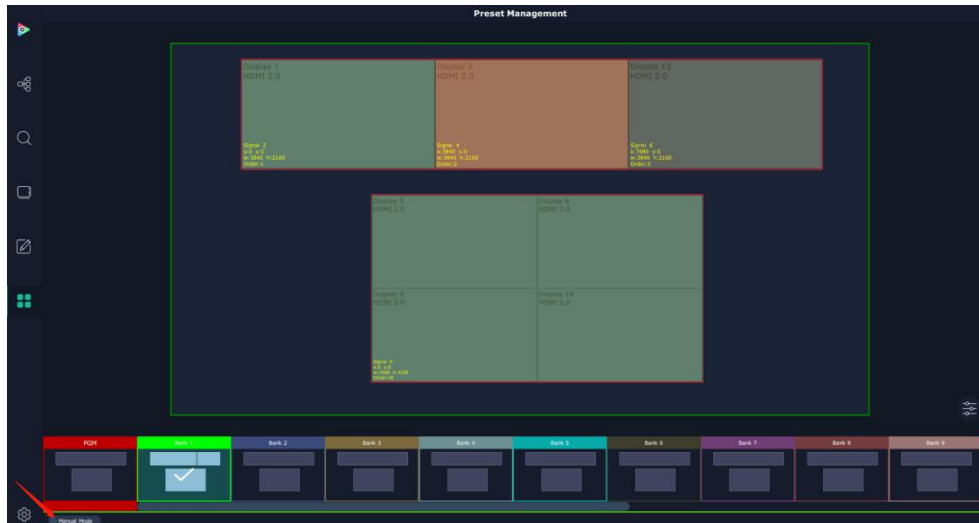 Preset Management
Display 1
HDMI 2.0
Display 2
HDMI 2.0
Display 13
HDMI 2.0
Signal 2
x:0 y:0
w:3840 h:2160
Order:1
Signal 4
x:3840 y:0
w:3840 h:2160
Order:2
Signal 6
x:7680 y:0
w:3840 h:2160
Order:3
Display 5
HDMI 2.0
Display 6
HDMI 2.0
Display 9
HDMI 2.0
Display 10
HDMI 2.0
x:0 y:0
PGM
Bank 1
Bank 2
Bank 3
Bank 4
Bank 5
Bank 6
Bank 7
Bank 8
Bank 9
Manual Mode